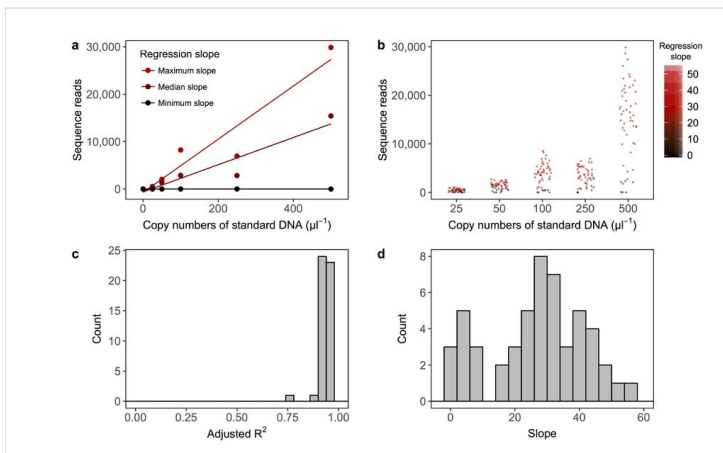 a
Sequence reads
30,000
20,000
10,000
0
Regression slope
Maximum slope
Median slope
Minimum slope
0 200 400
Copy numbers of standard DNA (µl⁻¹)
b
Sequence reads
30,000
20,000
10,000
0
25 50 100 250 500
Copy numbers of standard DNA (µl⁻¹)
Regression
slope
50
40
30
20
10
0
c
Count
25
20
15
10
5
0
0.00 0.25 0.50 0.75 1.00
Adjusted R²
d
Count
8
6
4
2
0
0 20 40 60
Slope